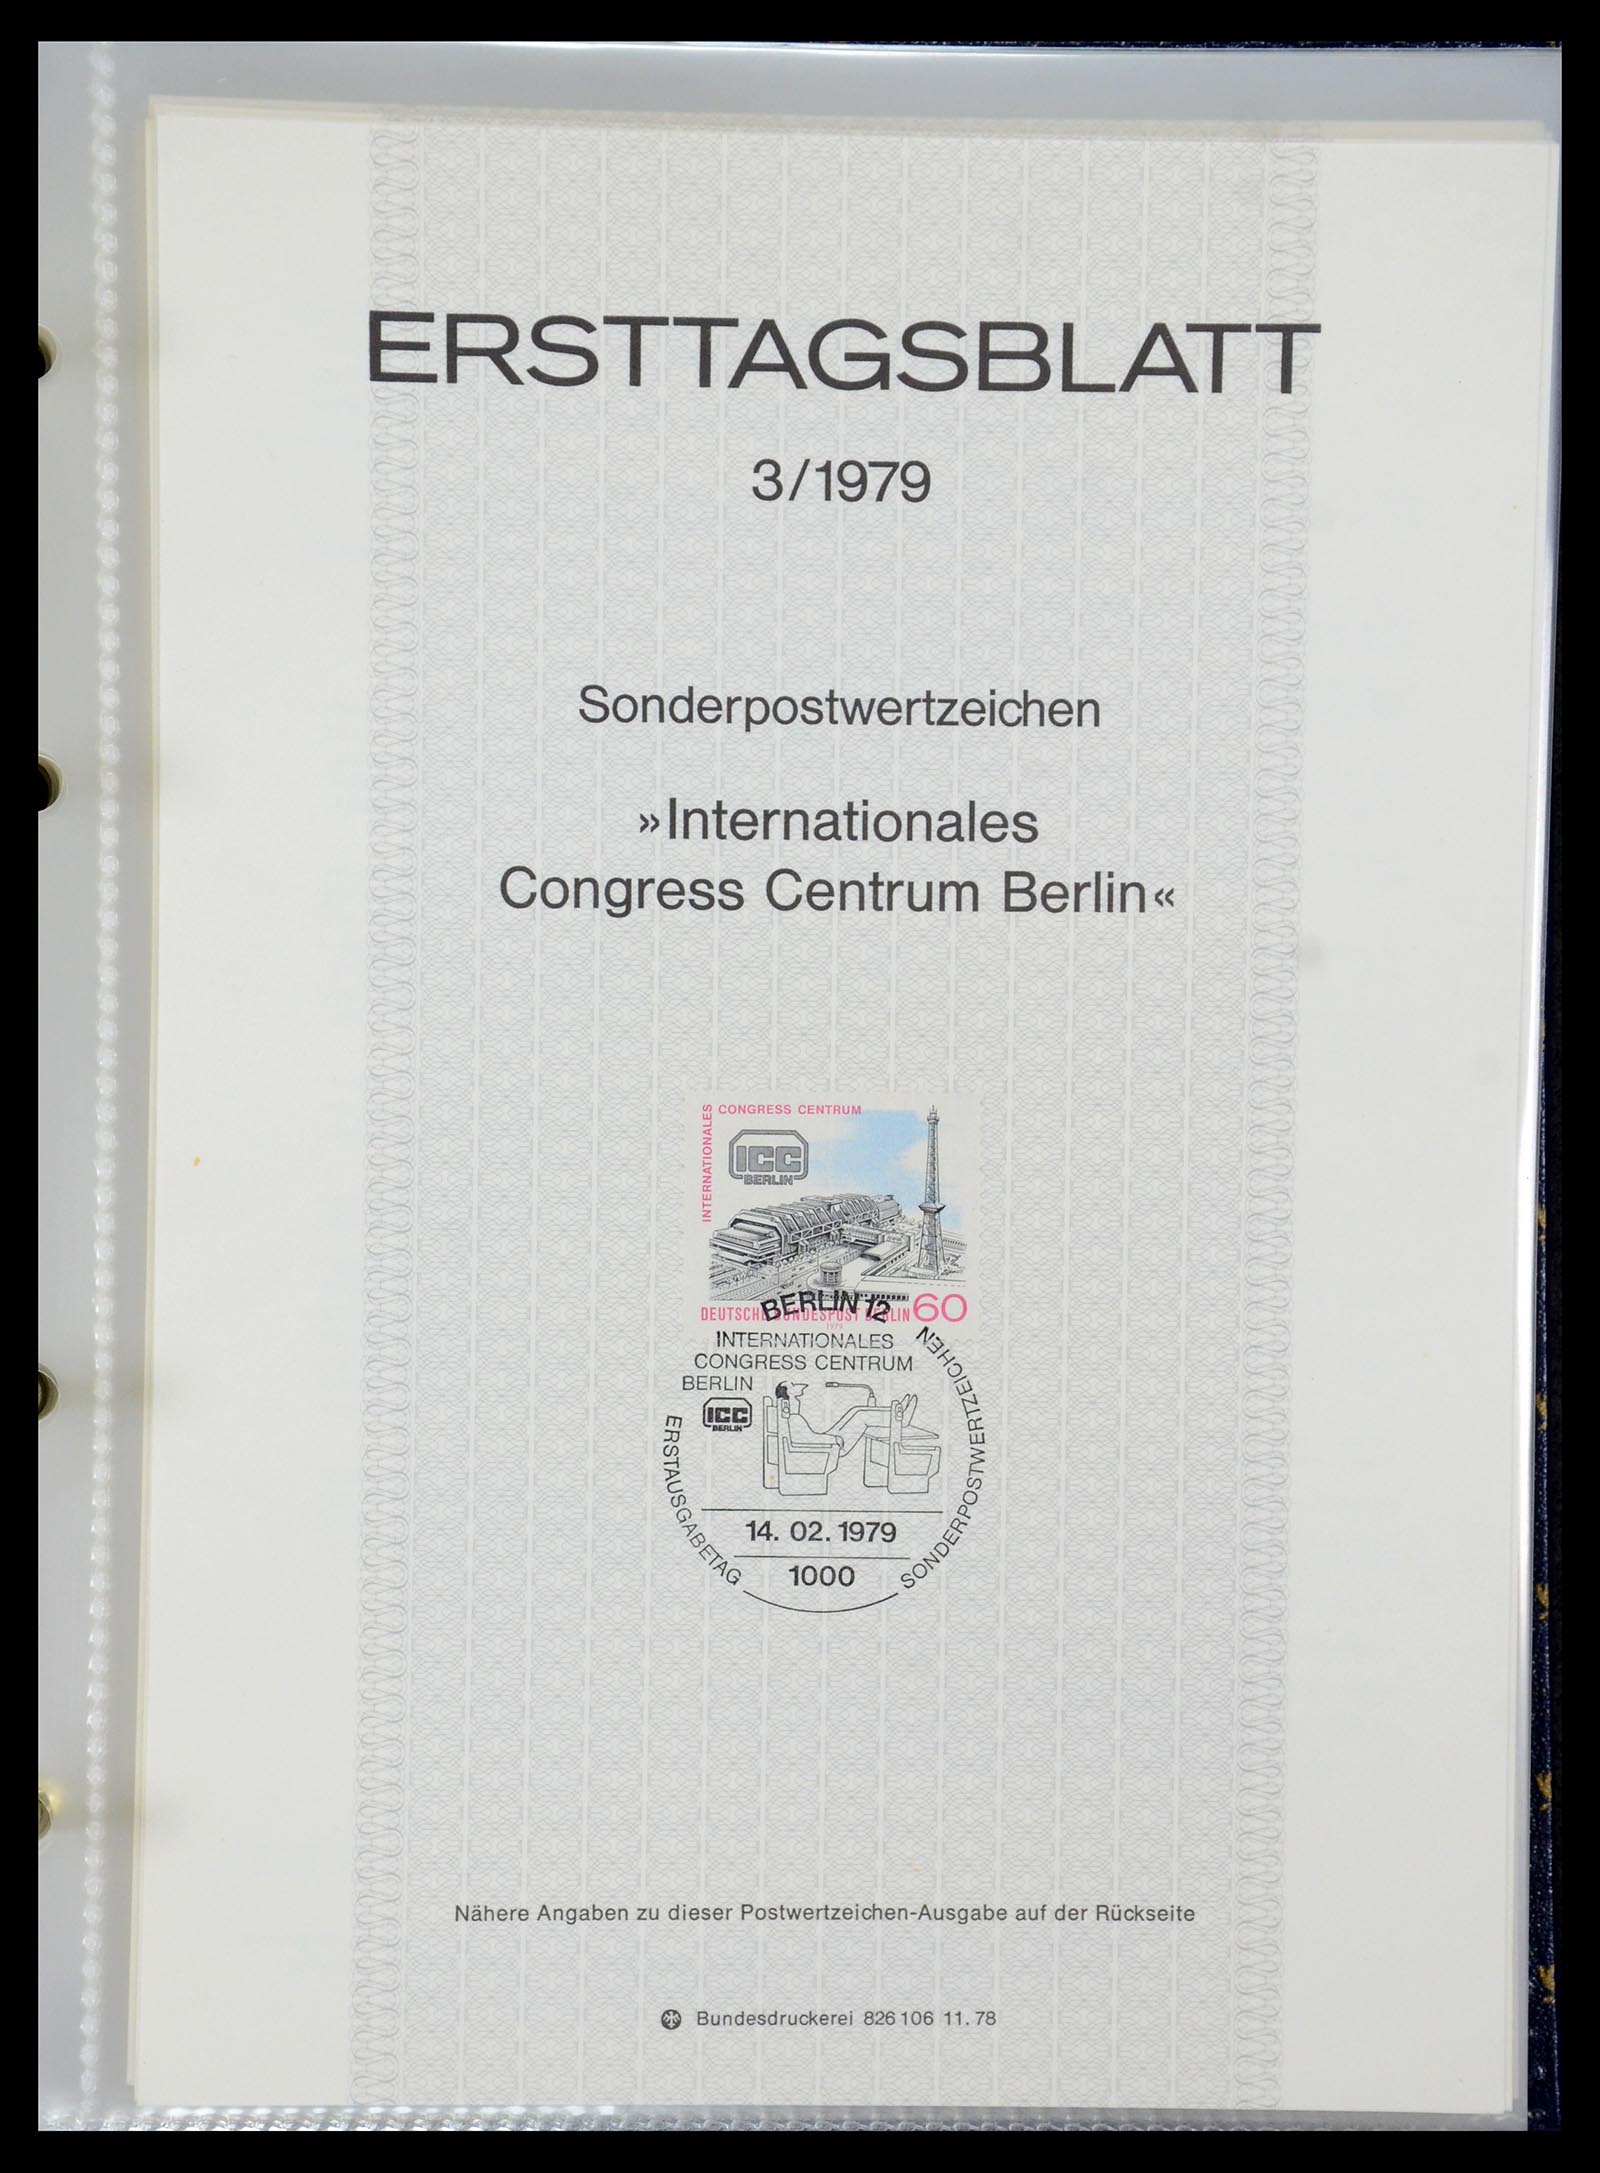 ERSTTAGSBLATT
3/1979
Sonderpostwertzeichen
»Internationales
Congress Centrum Berlin«
INTERNATIONALES CONGRESS CENTRUM
ICC
BERLIN
DEUTSCHE BUNDESPOST BERLIN 60
1979
BERLIN 12
INTERNATIONALES
CONGRESS CENTRUM
BERLIN
ICC
BERLIN
ERSTAUSGABETAG
SONDERPOSTWERTZEICHEN
14. 02. 1979
1000
Nähere Angaben zu dieser Postwertzeichen-Ausgabe auf der Rückseite
Bundesdruckerei 826 106 11. 78